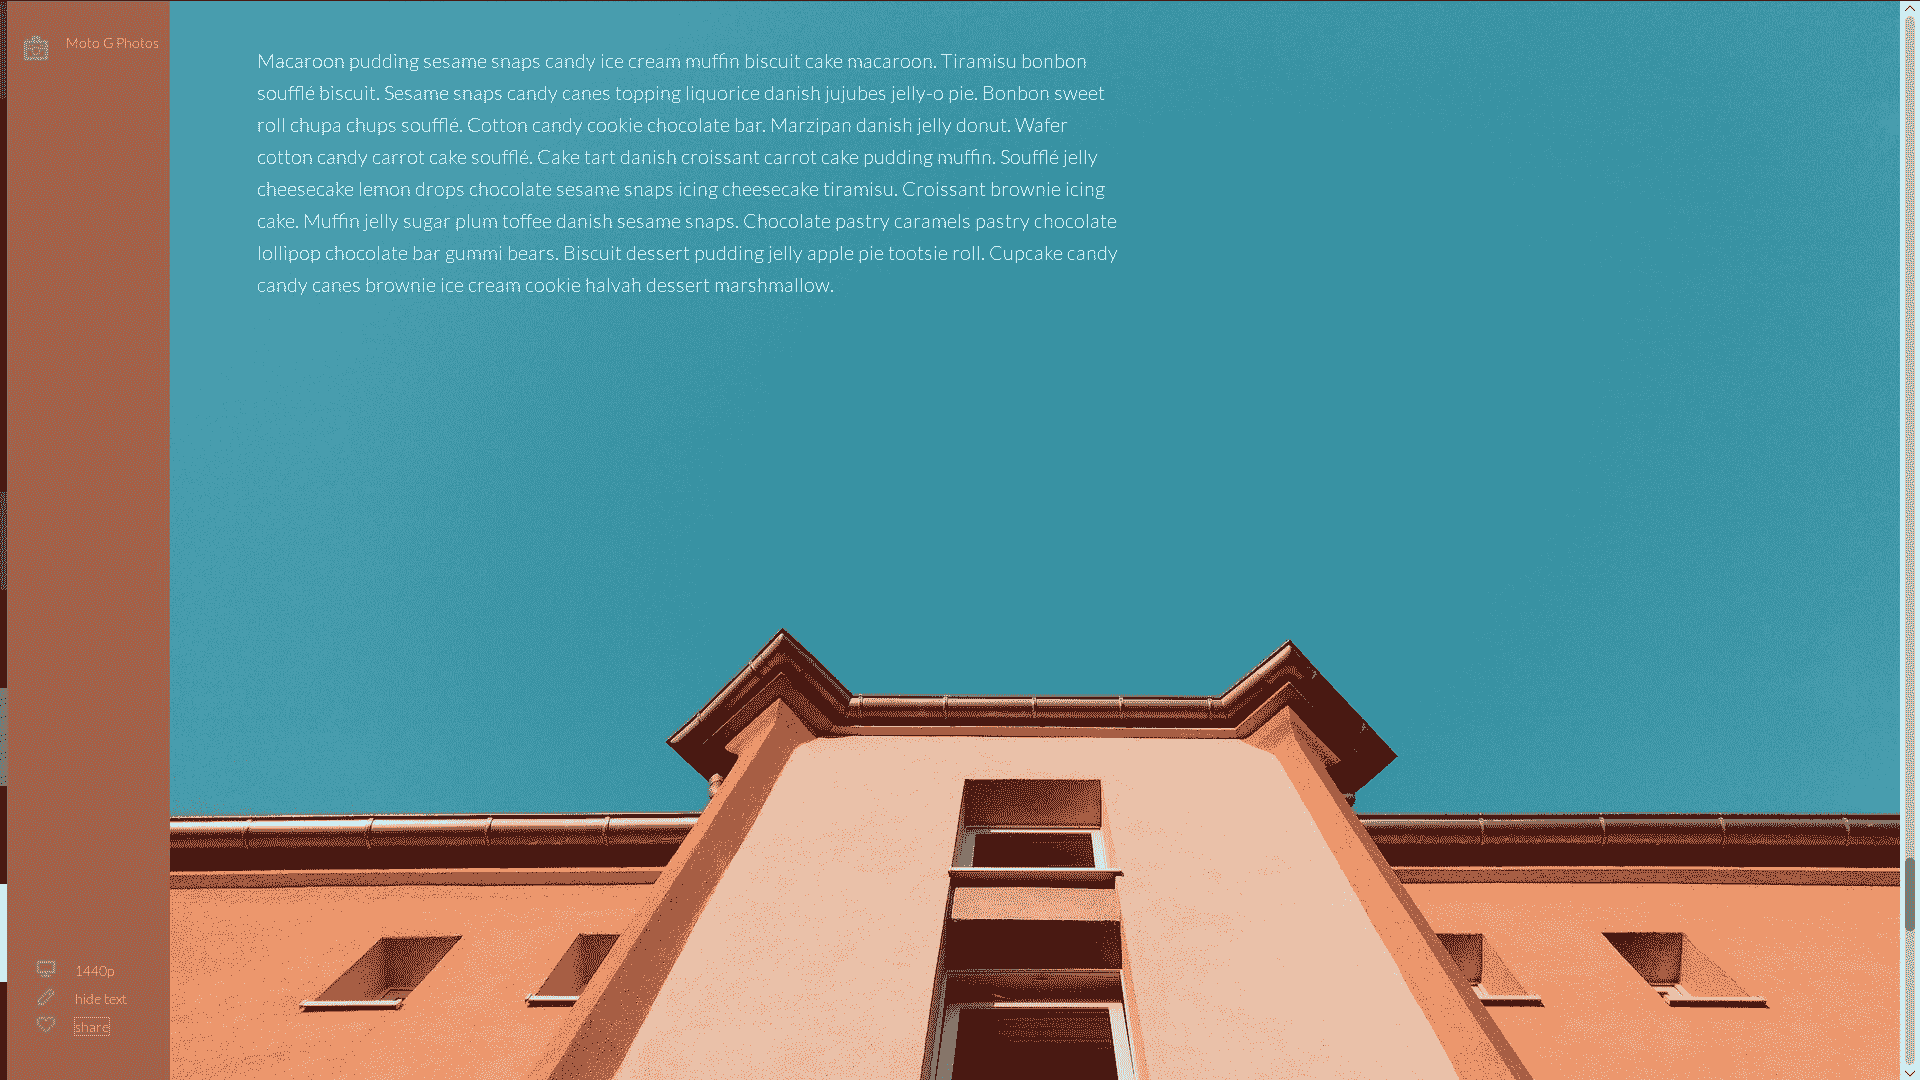 Moto G Photos
Macaroon pudding sesame snaps candy ice cream muffin biscuit cake macaroon. Tiramisu bonbon
soufflé biscuit. Sesame snaps candy canes topping liquorice danish jujubes jelly-o pie. Bonbon sweet
roll chupa chups soufflé. Cotton candy cookie chocolate bar. Marzipan danish jelly donut. Wafer
cotton candy carrot cake soufflé. Cake tart danish croissant carrot cake pudding muffin. Soufflé jelly
cheesecake lemon drops chocolate sesame snaps icing cheesecake tiramisu. Croissant brownie icing
cake. Muffin jelly sugar plum toffee danish sesame snaps. Chocolate pastry caramels pastry chocolate
lollipop chocolate bar gummi bears. Biscuit dessert pudding jelly apple pie tootsie roll. Cupcake candy
candy canes brownie ice cream cookie halvah dessert marshmallow.
1440p
hide text
share